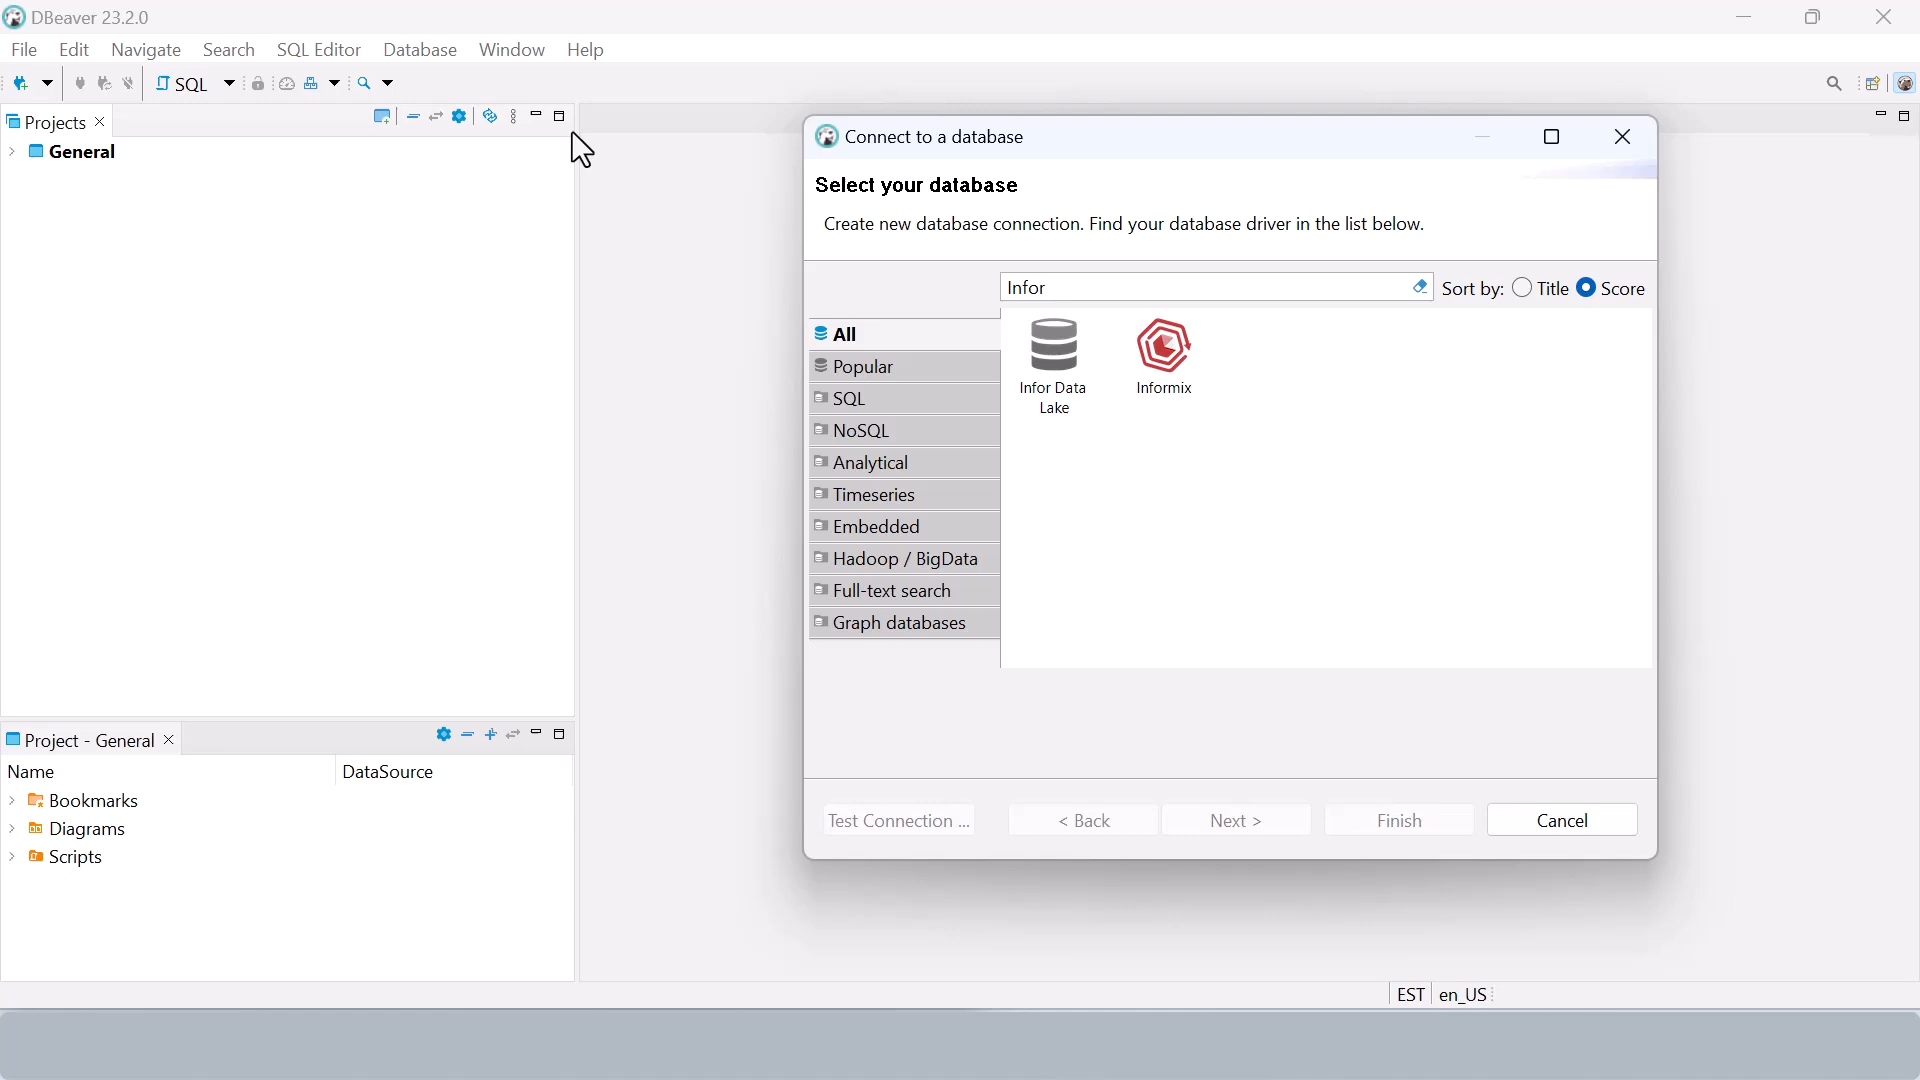 DBeaver 23.2.0
File Edit Navigate Search SQL Editor Database Window Help
SQL
Projects
General
Connect to a database
Select your database
Create new database connection. Find your database driver in the list below.
Infor
Sort by: Title Score
All
Popular
SQL
NoSQL
Analytical
Timeseries
Embedded
Hadoop / BigData
Full-text search
Graph databases
Infor Data
Lake
Informix
Test Connection ... < Back Next > Finish Cancel
Project - General
Name DataSource
Bookmarks
Diagrams
Scripts
EST en_US